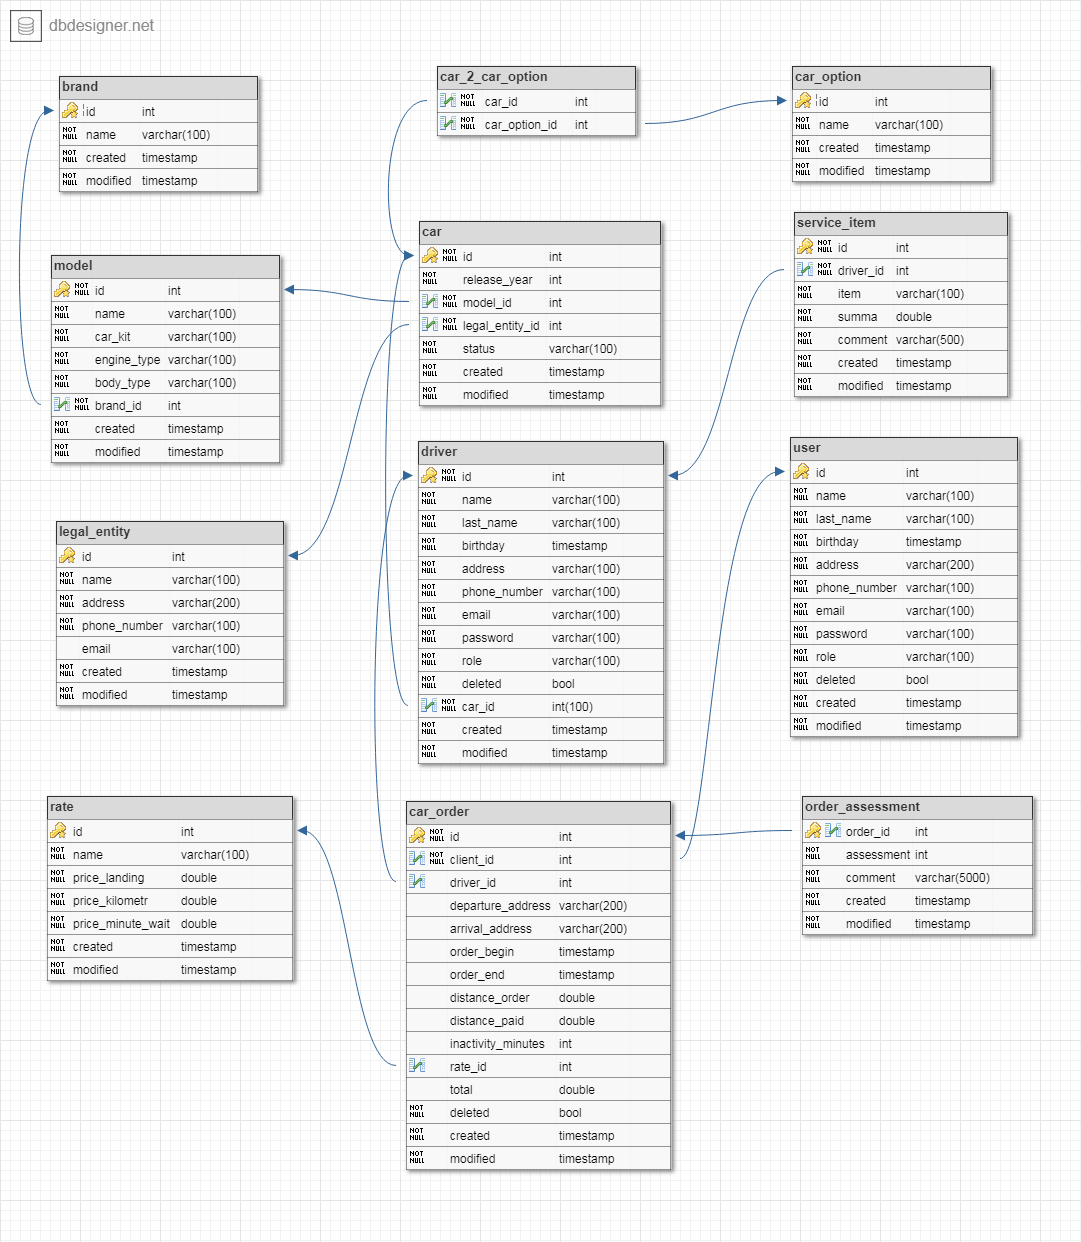 dbdesigner.net
brand
id int
NOT NULL name varchar(100)
NOT NULL created timestamp
NOT NULL modified timestamp
car_2_car_option
NOT NULL car_id int
NOT NULL car_option_id int
car_option
id int
NOT NULL name varchar(100)
NOT NULL created timestamp
NOT NULL modified timestamp
model
NOT NULL id int
NOT NULL name varchar(100)
NOT NULL car_kit varchar(100)
NOT NULL engine_type varchar(100)
NOT NULL body_type varchar(100)
NOT NULL brand_id int
NOT NULL created timestamp
NOT NULL modified timestamp
car
NOT NULL id int
NOT NULL release_year int
NOT NULL model_id int
NOT NULL legal_entity_id int
NOT NULL status varchar(100)
NOT NULL created timestamp
NOT NULL modified timestamp
service_item
NOT NULL id int
NOT NULL driver_id int
NOT NULL item varchar(100)
NOT NULL summa double
NOT NULL comment varchar(500)
NOT NULL created timestamp
NOT NULL modified timestamp
legal_entity
id int
NOT NULL name varchar(100)
NOT NULL address varchar(200)
NOT NULL phone_number varchar(100)
email varchar(100)
NOT NULL created timestamp
NOT NULL modified timestamp
driver
NOT NULL id int
NOT NULL name varchar(100)
NOT NULL last_name varchar(100)
NOT NULL birthday timestamp
NOT NULL address varchar(100)
NOT NULL phone_number varchar(100)
NOT NULL email varchar(100)
NOT NULL password varchar(100)
NOT NULL role varchar(100)
NOT NULL deleted bool
NOT NULL car_id int(100)
NOT NULL created timestamp
NOT NULL modified timestamp
user
id int
NOT NULL name varchar(100)
NOT NULL last_name varchar(100)
NOT NULL birthday timestamp
NOT NULL address varchar(200)
NOT NULL phone_number varchar(100)
NOT NULL email varchar(100)
NOT NULL password varchar(100)
NOT NULL role varchar(100)
NOT NULL deleted bool
NOT NULL created timestamp
NOT NULL modified timestamp
rate
id int
NOT NULL name varchar(100)
NOT NULL price_landing double
NOT NULL price_kilometr double
NOT NULL price_minute_wait double
NOT NULL created timestamp
NOT NULL modified timestamp
car_order
NOT NULL id int
NOT NULL client_id int
driver_id int
departure_address varchar(200)
arrival_address varchar(200)
order_begin timestamp
order_end timestamp
distance_order double
distance_paid double
inactivity_minutes int
rate_id int
total double
NOT NULL deleted bool
NOT NULL created timestamp
NOT NULL modified timestamp
order_assessment
order_id int
NOT NULL assessment int
NOT NULL comment varchar(5000)
NOT NULL created timestamp
NOT NULL modified timestamp